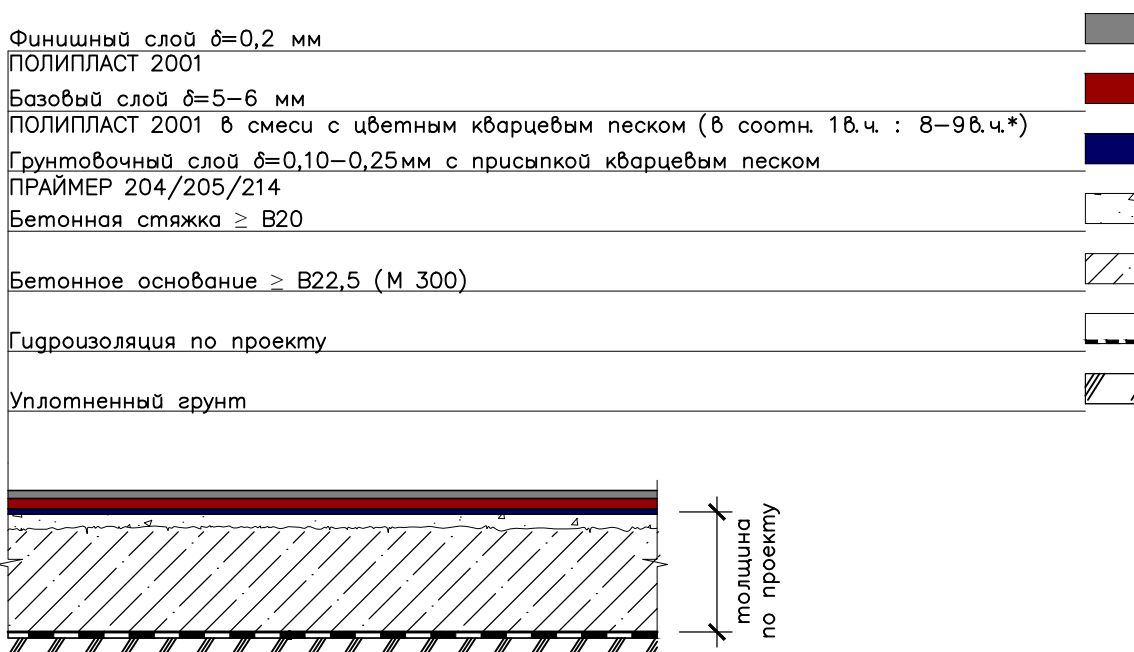 Финишный слой δ=0,2 мм
ПОЛИПЛАСТ 2001
Базовый слой δ=5–6 мм
ПОЛИПЛАСТ 2001 в смеси с цветным кварцевым песком (в соотн. 1в.ч. : 8–9в.ч.*)
Грунтовочный слой δ=0,10–0,25мм с присыпкой кварцевым песком
ПРАЙМЕР 204/205/214
Бетонная стяжка ≥ В20
Бетонное основание ≥ В22,5 (М 300)
Гидроизоляция по проекту
Уплотненный грунт
толщина
по проекту